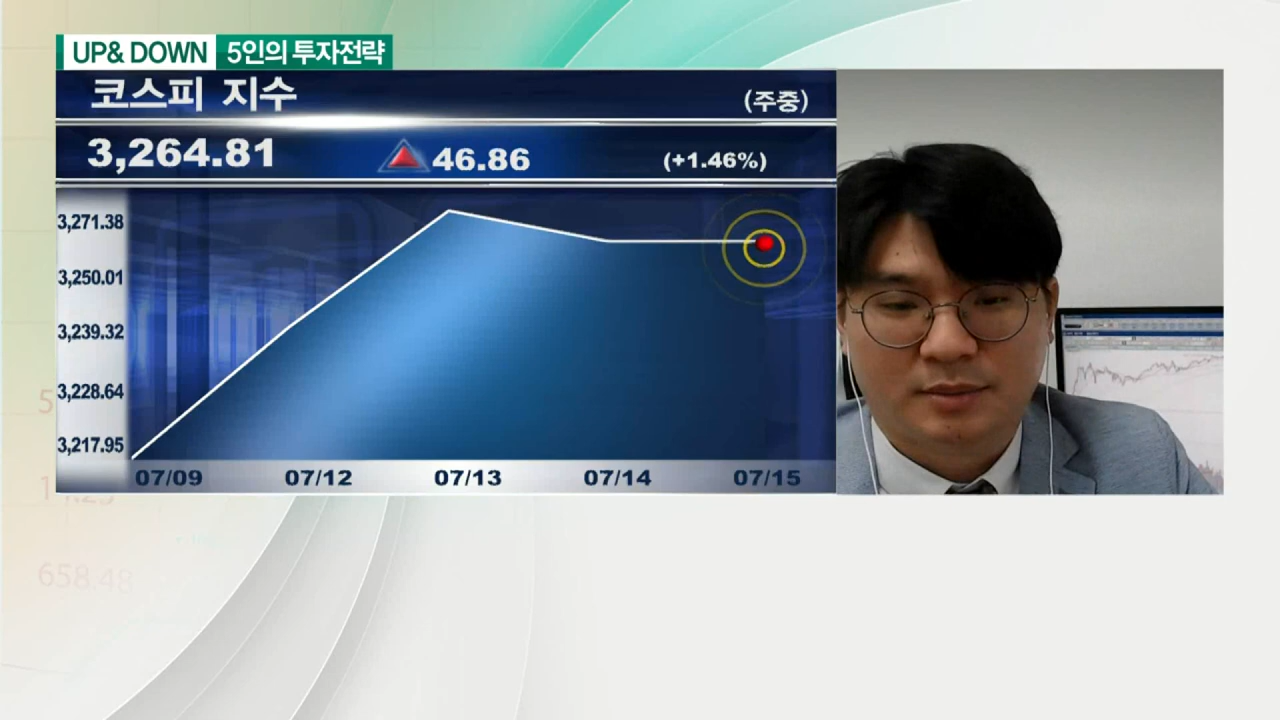 UP& DOWN 5인의 투자전략
코스피 지수 (주중)
3,264.81 46.86 (+1.46%)
3,271.38
3,250.01
3,239.32
3,228.64
3,217.95
07/09 07/12 07/13 07/14 07/15
658.48